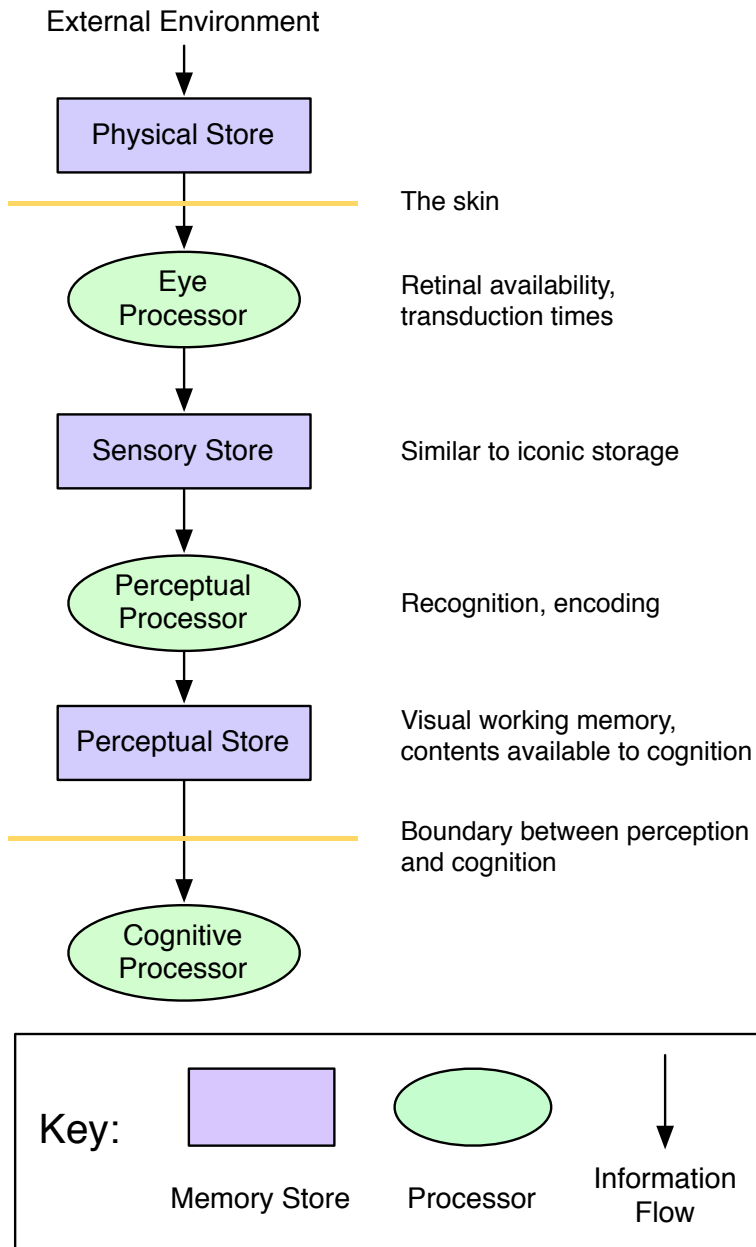 External Environment
Physical Store
The skin
Eye
Processor
Retinal availability,
transduction times
Sensory Store
Similar to iconic storage
Perceptual
Processor
Recognition, encoding
Perceptual Store
Visual working memory,
contents available to cognition
Boundary between perception
and cognition
Cognitive
Processor
Key:
Memory Store
Processor
Information
Flow